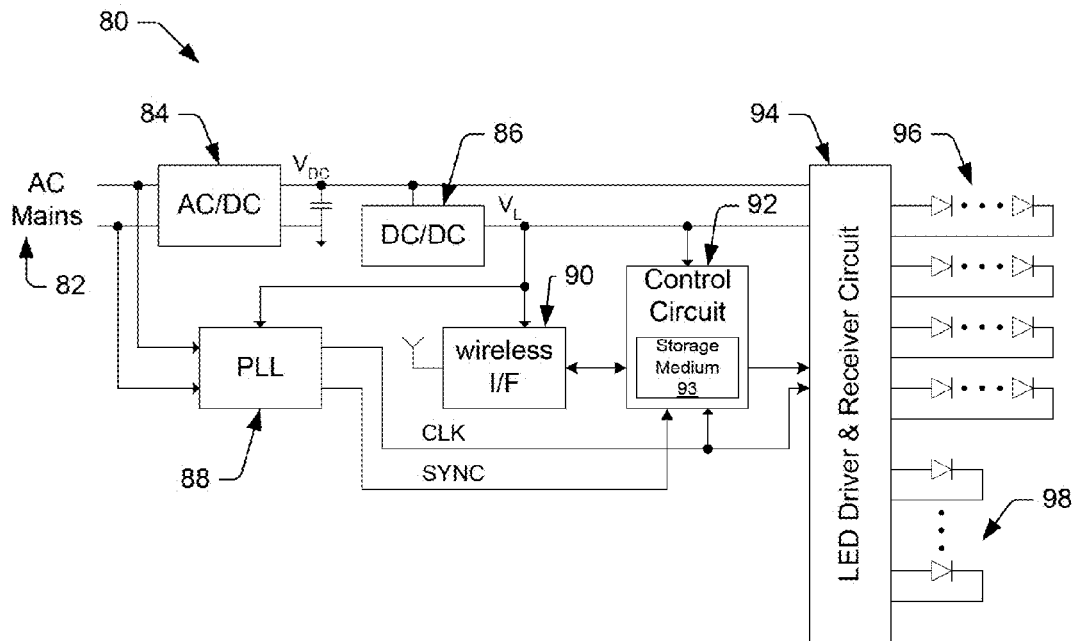 80
84
94
86
96
V_DC
AC
Mains
AC/DC
V_L
92
DC/DC
82
90
Control
Circuit
Storage
Medium
93
PLL
wireless
I/F
LED Driver & Receiver Circuit
CLK
88
SYNC
98